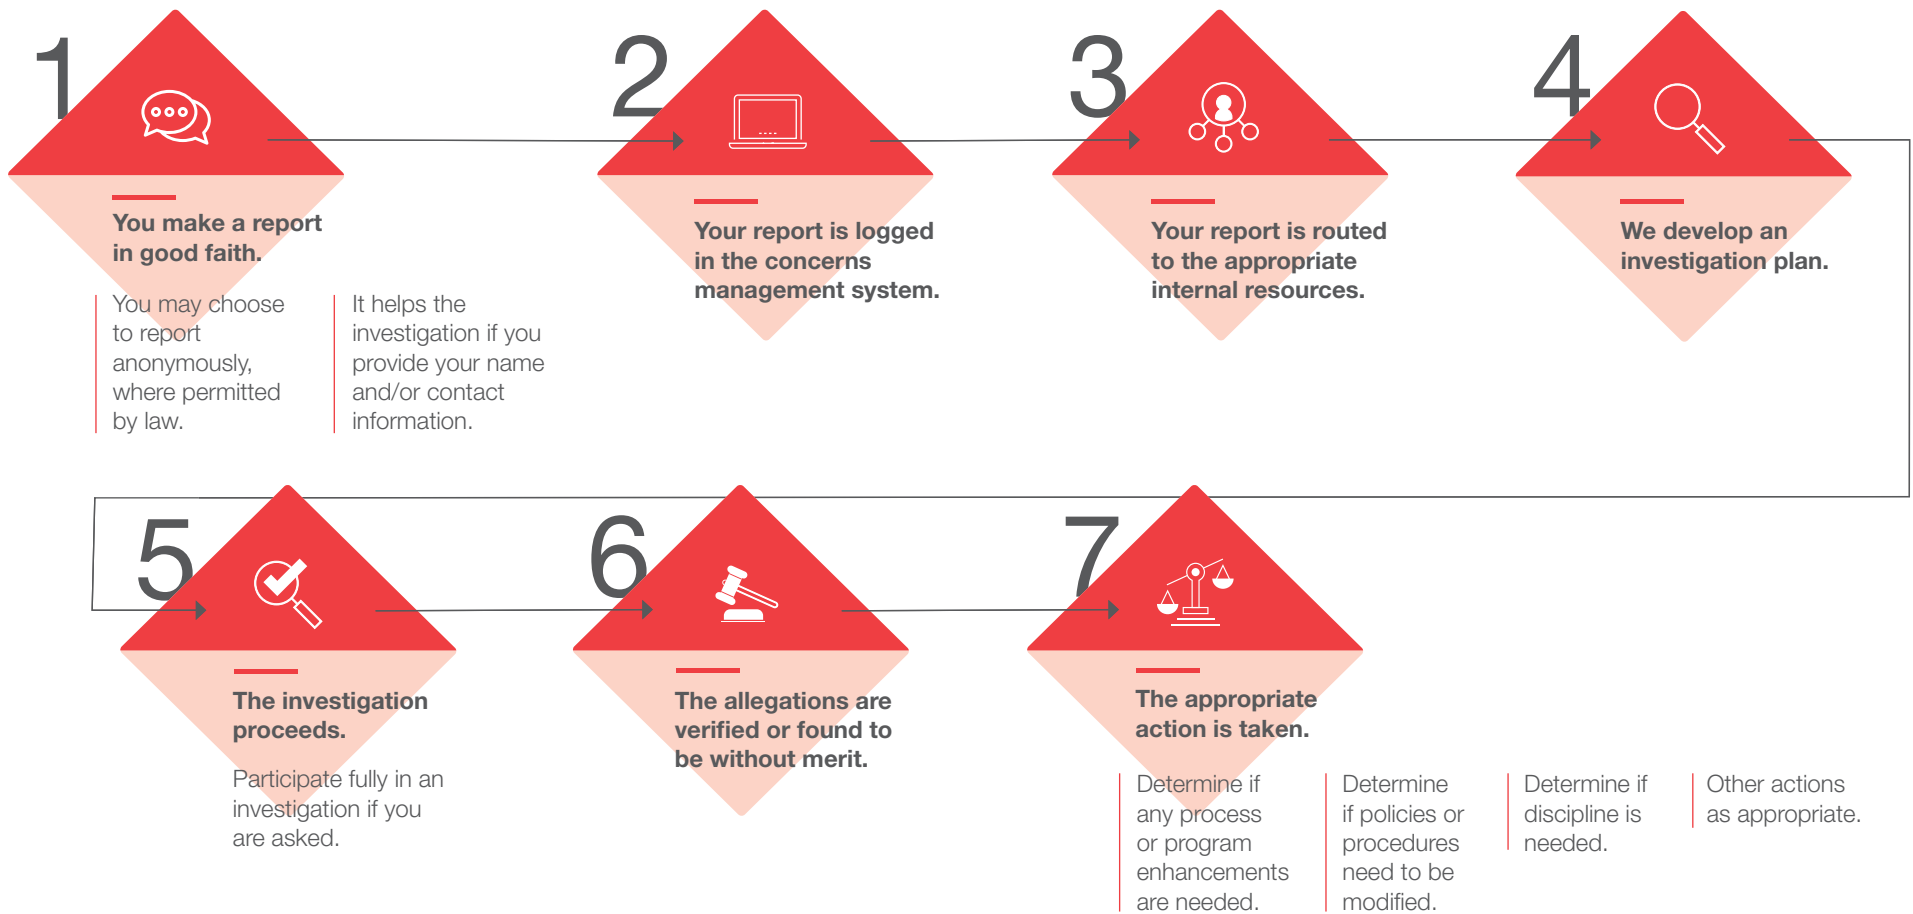 1
You make a report
in good faith.
You may choose
to report
anonymously,
where permitted
by law.
It helps the
investigation if you
provide your name
and/or contact
information.
2
Your report is logged
in the concerns
management system.
3
Your report is routed
to the appropriate
internal resources.
4
We develop an
investigation plan.
5
The investigation
proceeds.
Participate fully in an
investigation if you
are asked.
6
The allegations are
verified or found to
be without merit.
7
The appropriate
action is taken.
Determine if
any process
or program
enhancements
are needed.
Determine
if policies or
procedures
need to be
modified.
Determine if
discipline is
needed.
Other actions
as appropriate.